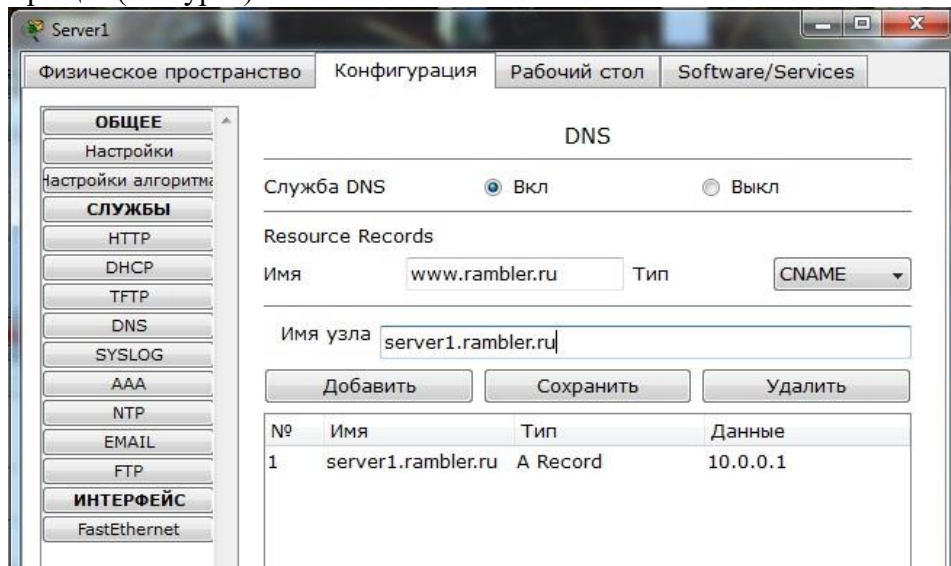 Server1
Физическое пространство Конфигурация Рабочий стол Software/Services
ОБЩЕЕ
Настройки
Настройки алгоритма
СЛУЖБЫ
HTTP
DHCP
TFTP
DNS
SYSLOG
AAA
NTP
EMAIL
FTP
ИНТЕРФЕЙС
FastEthernet
DNS
Служба DNS Вкл Выкл
Resource Records
Имя www.rambler.ru Тип CNAME
Имя узла server1.rambler.ru
Добавить Сохранить Удалить
№ Имя Тип Данные
1 server1.rambler.ru A Record 10.0.0.1